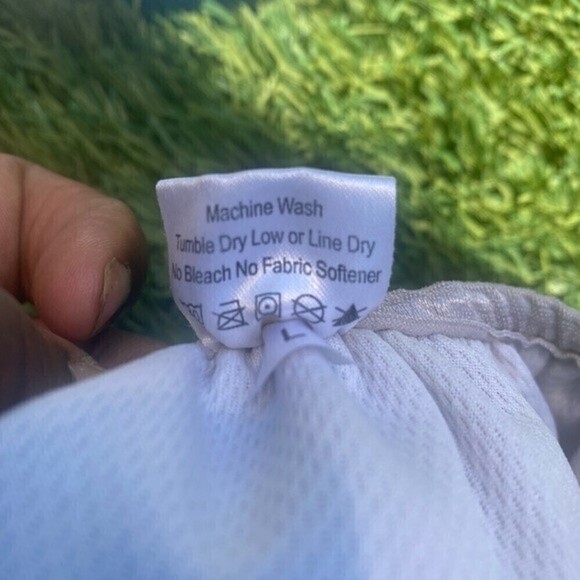 Machine Wash
Tumble Dry Low or Line Dry
No Bleach No Fabric Softener
L